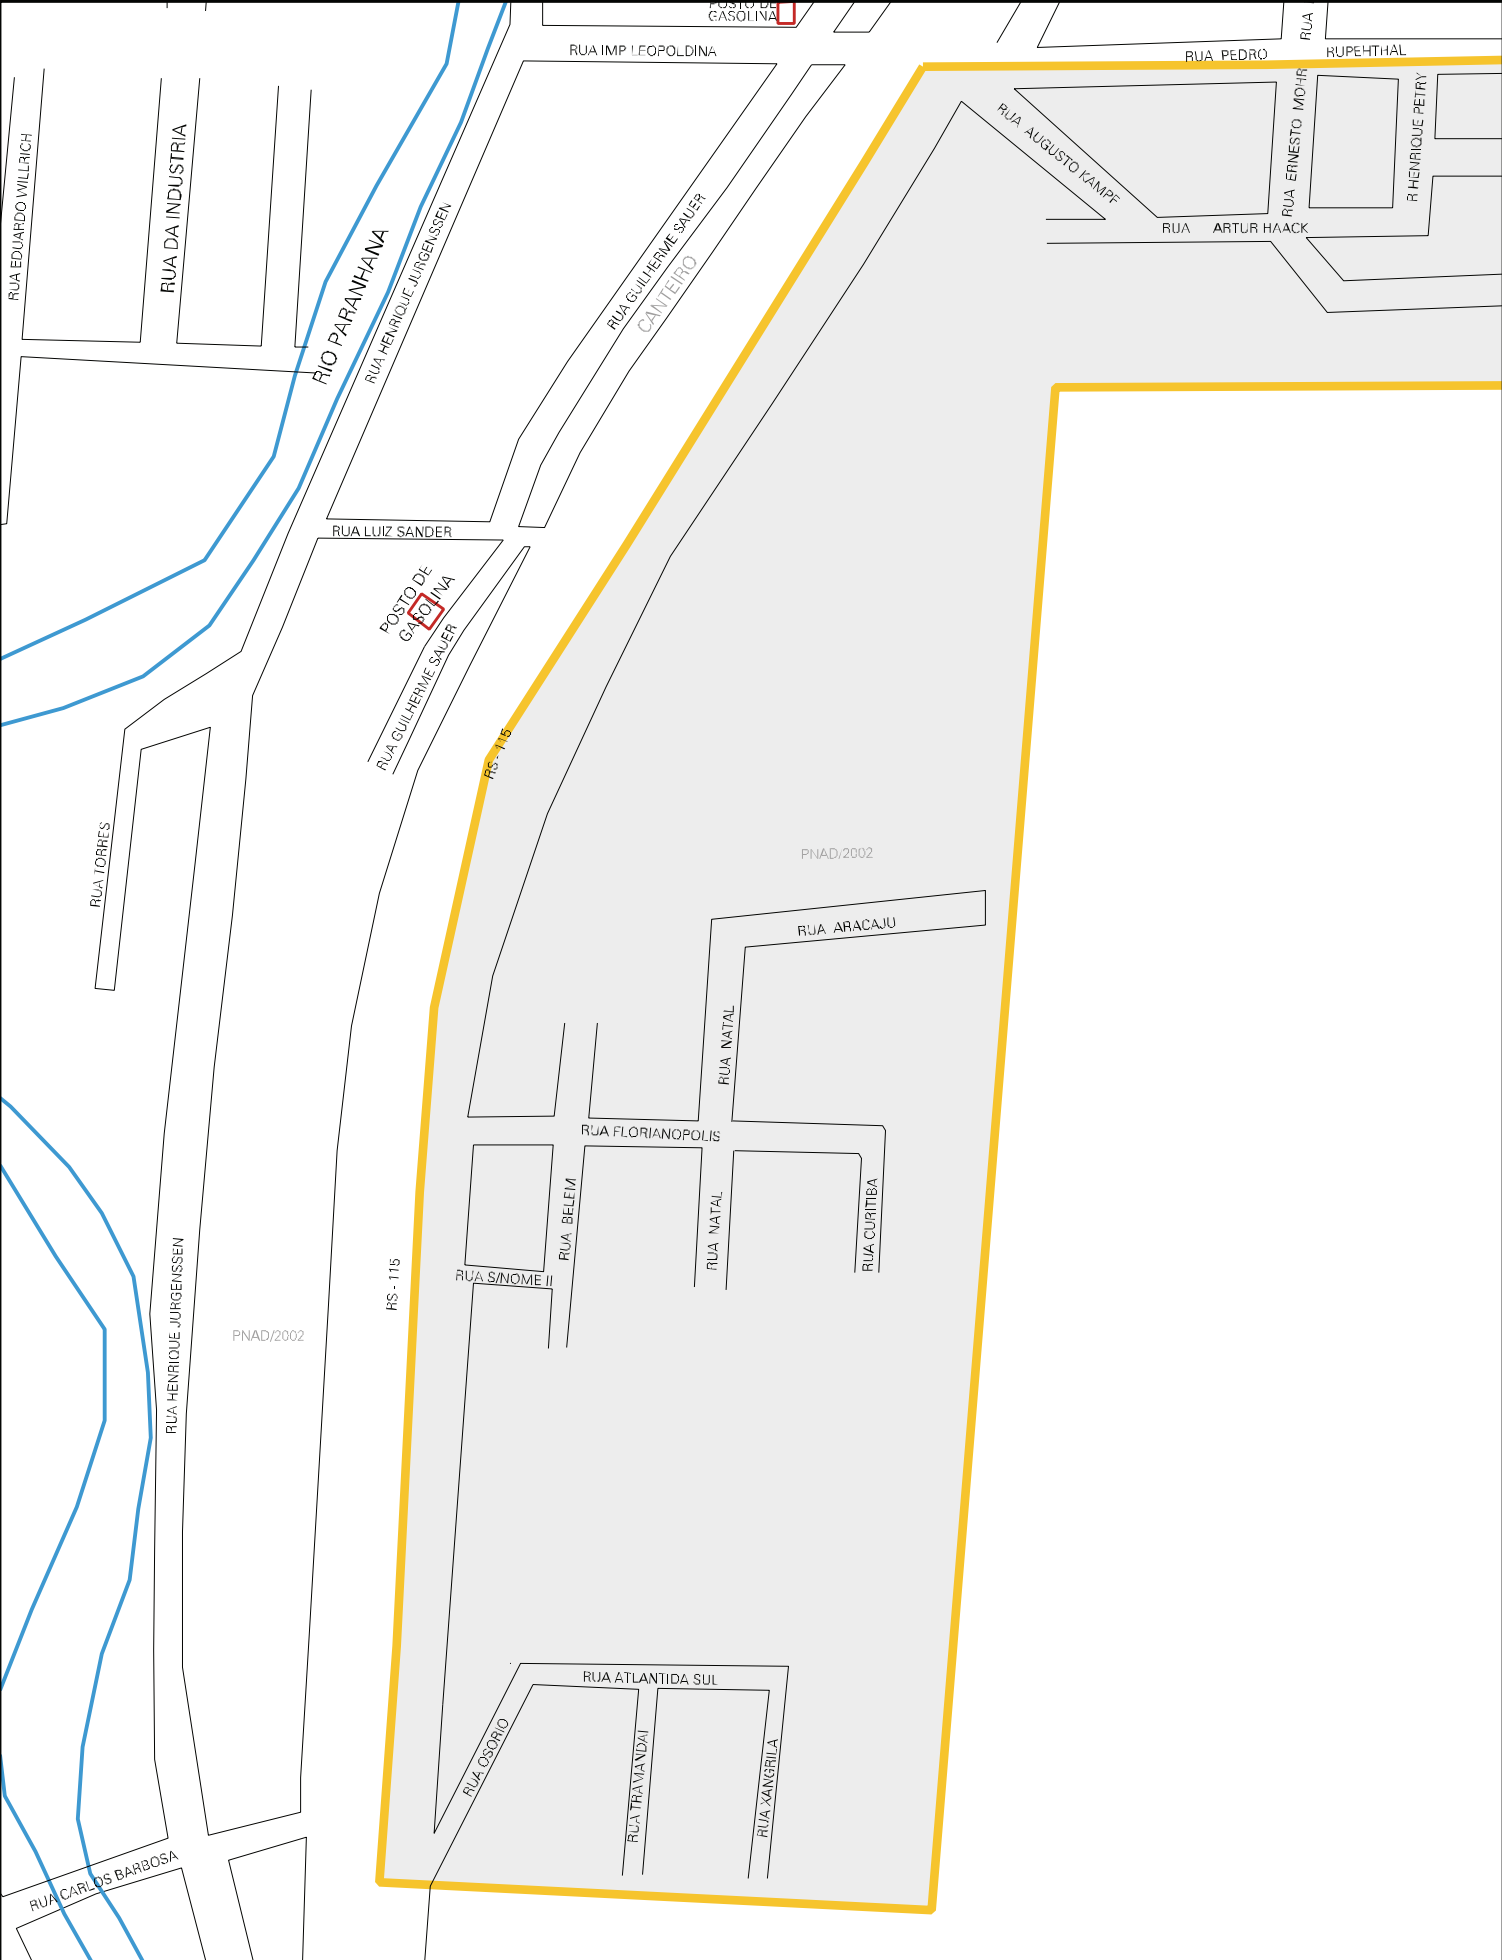 POSTO DE
GASOLINA
RUA IMP LEOPOLDINA
RUA PEDRO RUPEHTHAL
RUA
RUA EDUARDO WILLRICH
RUA DA INDUSTRIA
RIO PARANHANA
RUA HENRIQUE JURGENSSEN
RUA GUILHERME SAUER
CANTEIRO
RUA AUGUSTO KAMPF
RUA ERNESTO MOHR
R HENRIQUE PETRY
RUA ARTUR HAACK
RUA LUIZ SANDER
POSTO DE
GASOLINA
RUA GUILHERME SAUER
RS - 115
RUA TORRES
PNAD/2002
RUA ARACAJU
RUA NATAL
RUA FLORIANOPOLIS
RUA BELEM
RUA NATAL
RUA CURITIBA
RUA S/NOME II
RS - 115
RUA HENRIQUE JURGENSSEN
PNAD/2002
RUA ATLANTIDA SUL
RUA OSORIO
RUA TRAMANDAI
RUA XANGRILA
RUA CARLOS BARBOSA